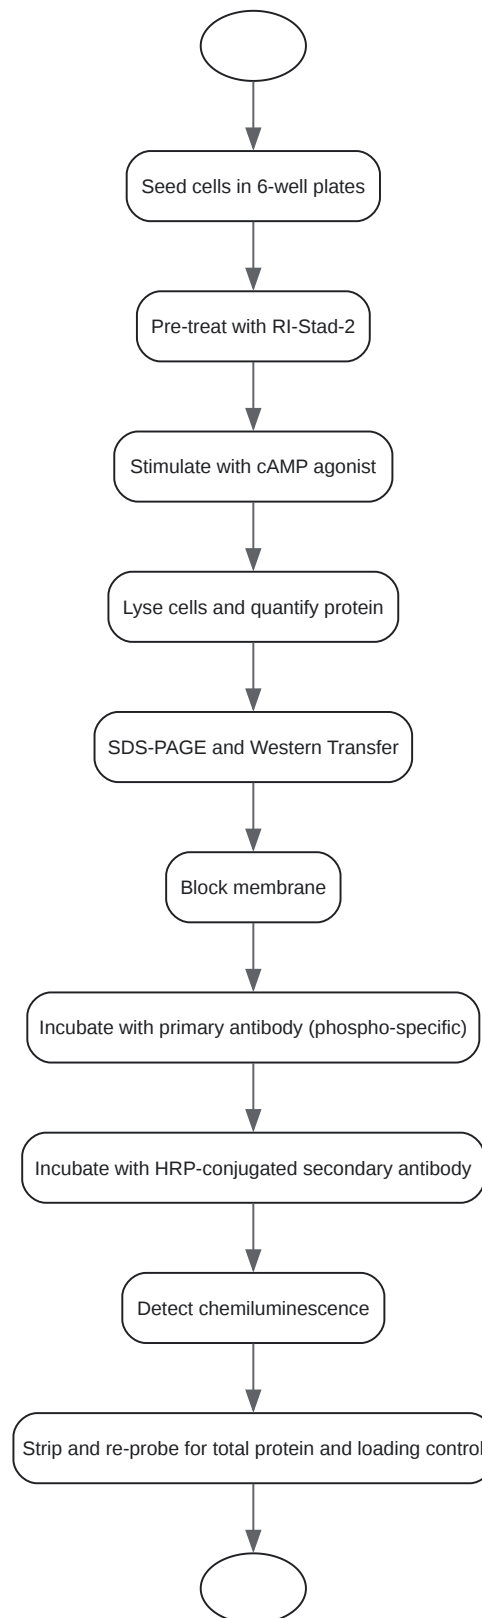 Seed cells in 6-well plates
Pre-treat with RI-Stad-2
Stimulate with cAMP agonist
Lyse cells and quantify protein
SDS-PAGE and Western Transfer
Block membrane
Incubate with primary antibody (phospho-specific)
Incubate with HRP-conjugated secondary antibody
Detect chemiluminescence
Strip and re-probe for total protein and loading control